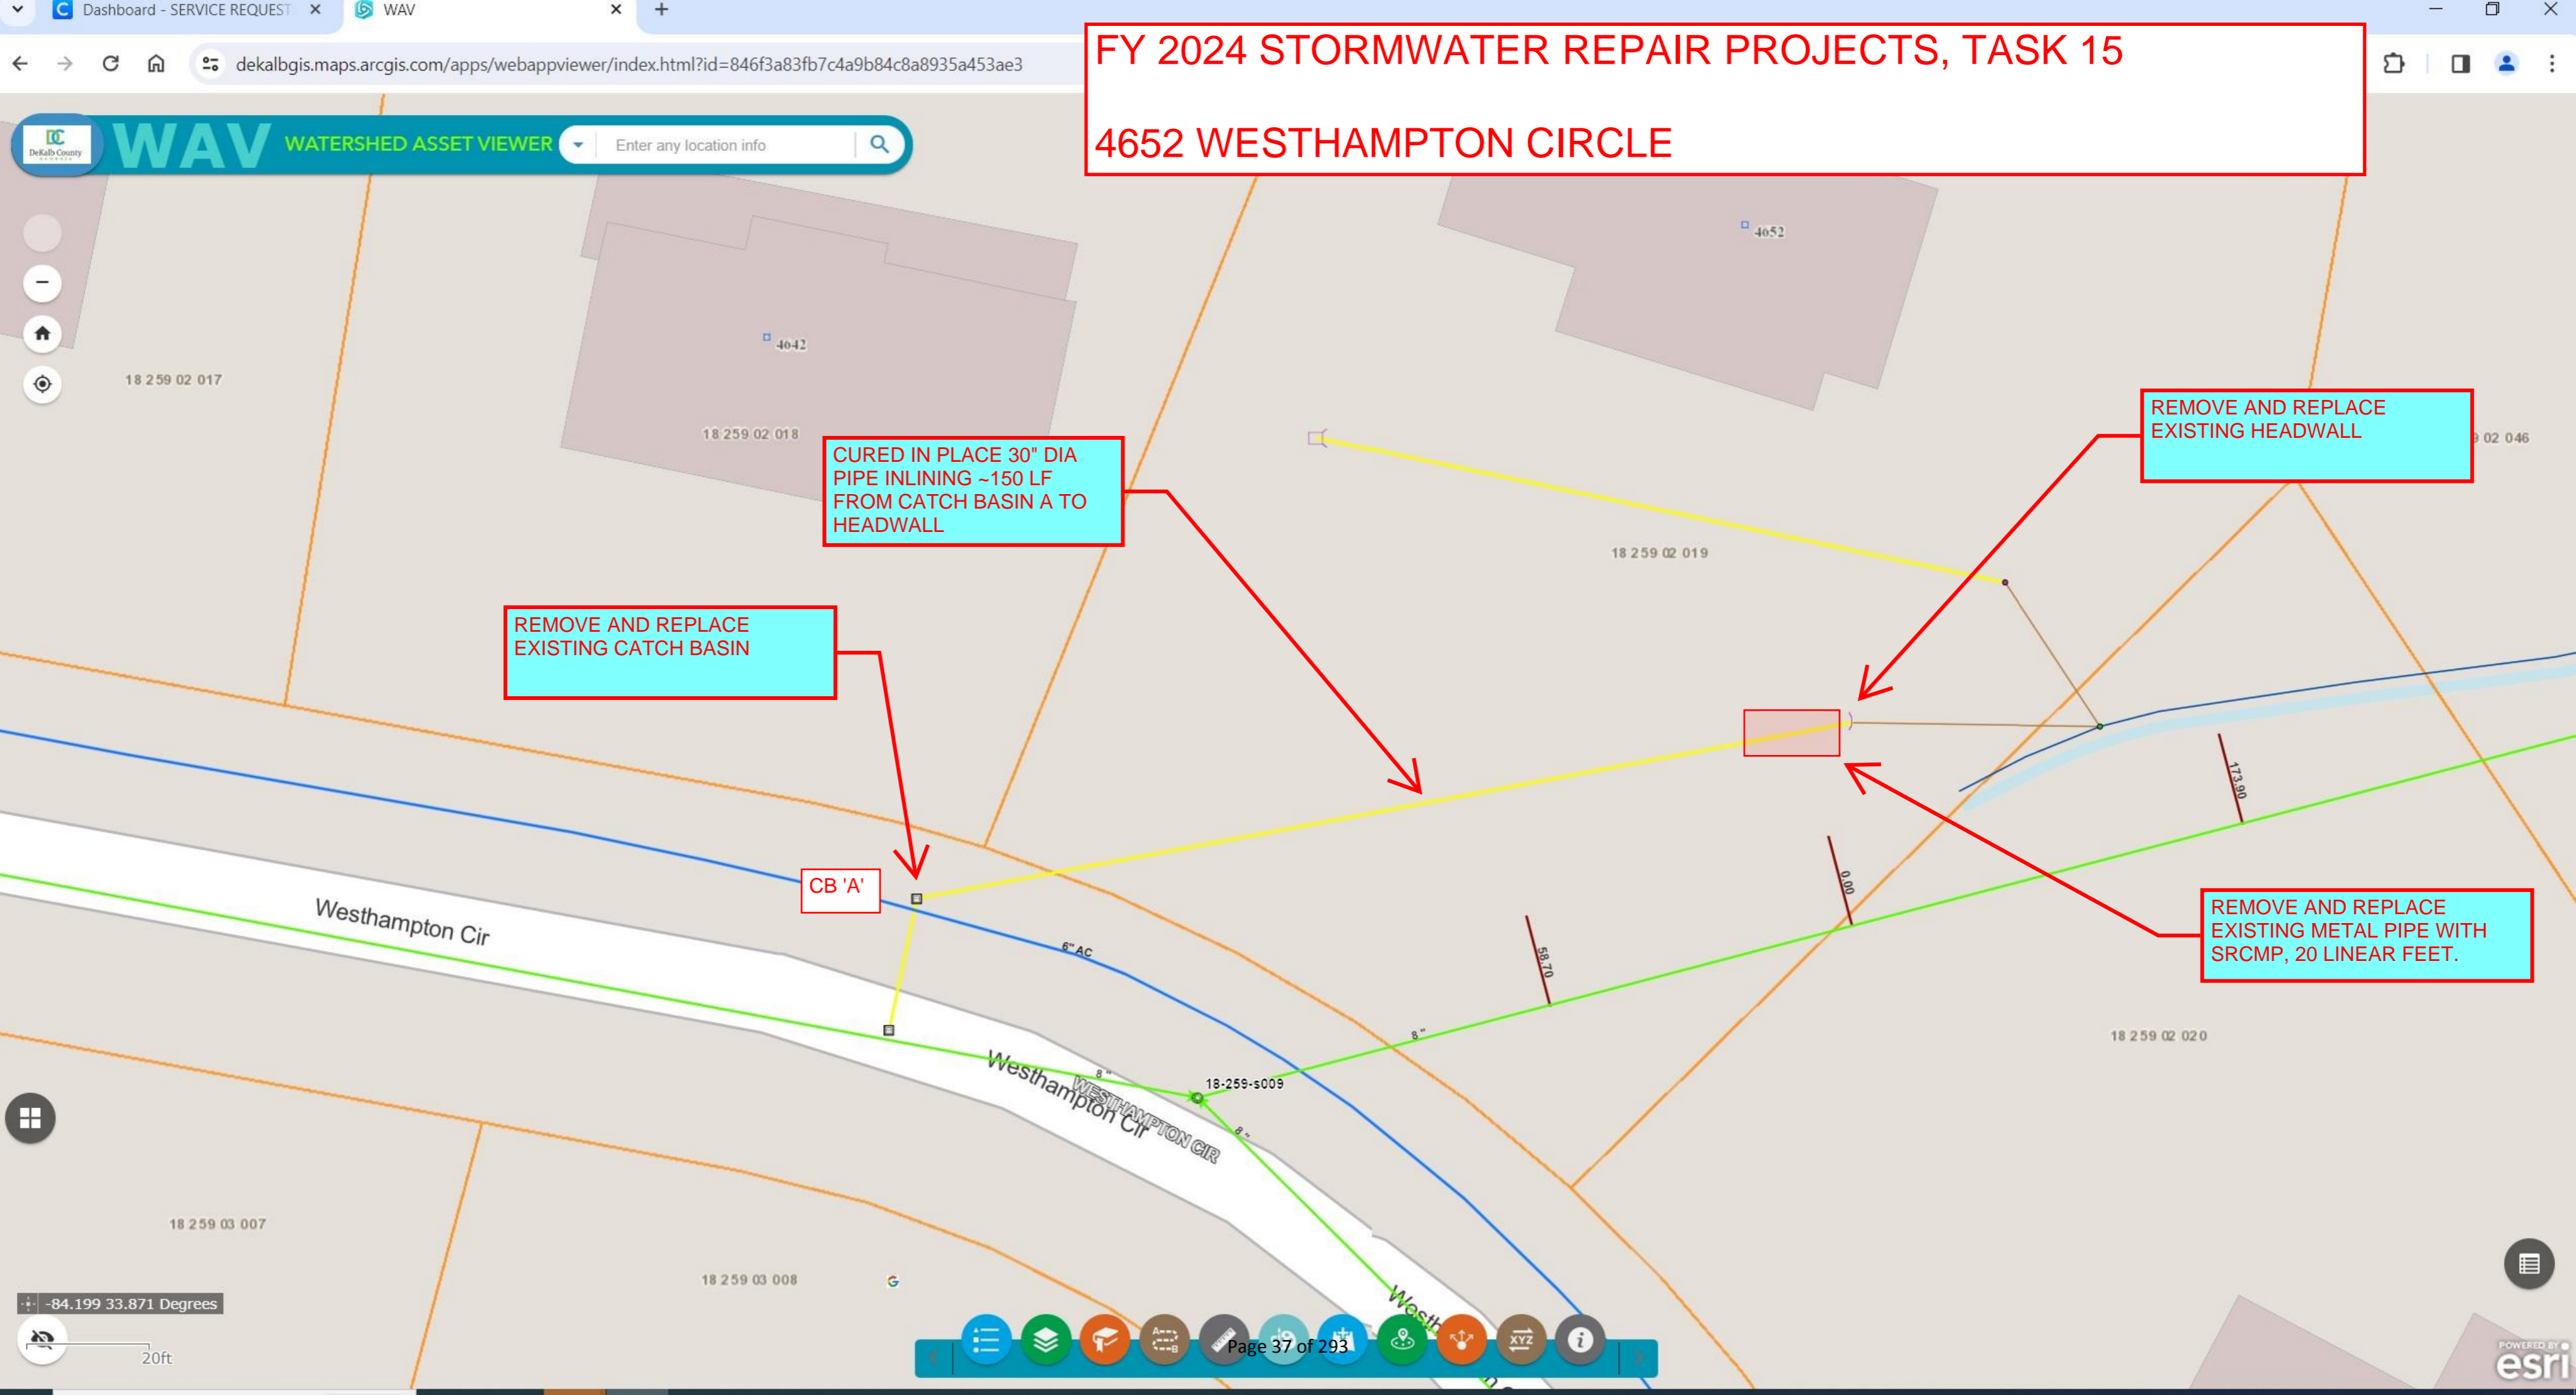 Dashboard - SERVICE REQUEST
WAV
dekalbgis.maps.arcgis.com/apps/webappviewer/index.html?id=846f3a83fb7c4a9b84c8a8935a453ae3
FY 2024 STORMWATER REPAIR PROJECTS, TASK 15
4652 WESTHAMPTON CIRCLE
DC
DeKalb County
WAV
WATERSHED ASSET VIEWER
Enter any location info
4652
4642
18 259 02 017
18 259 02 018
02 046
REMOVE AND REPLACE
EXISTING HEADWALL
CURED IN PLACE 30" DIA
PIPE INLINING ~150 LF
FROM CATCH BASIN A TO
HEADWALL
18 259 02 019
REMOVE AND REPLACE
EXISTING CATCH BASIN
173.90
CB 'A'
0.00
REMOVE AND REPLACE
EXISTING METAL PIPE WITH
SRCMP, 20 LINEAR FEET.
Westhampton Cir
6" AC
58.70
8 "
18 259 02 020
Westhampton Cir
8 "
WESTHAMPTON CIR
18-259-s009
8 "
18 259 03 007
18 259 03 008
G
-84.199 33.871 Degrees
20ft
Westh
A
B
Page 37 of 293
XYZ
i
POWERED BY
esri